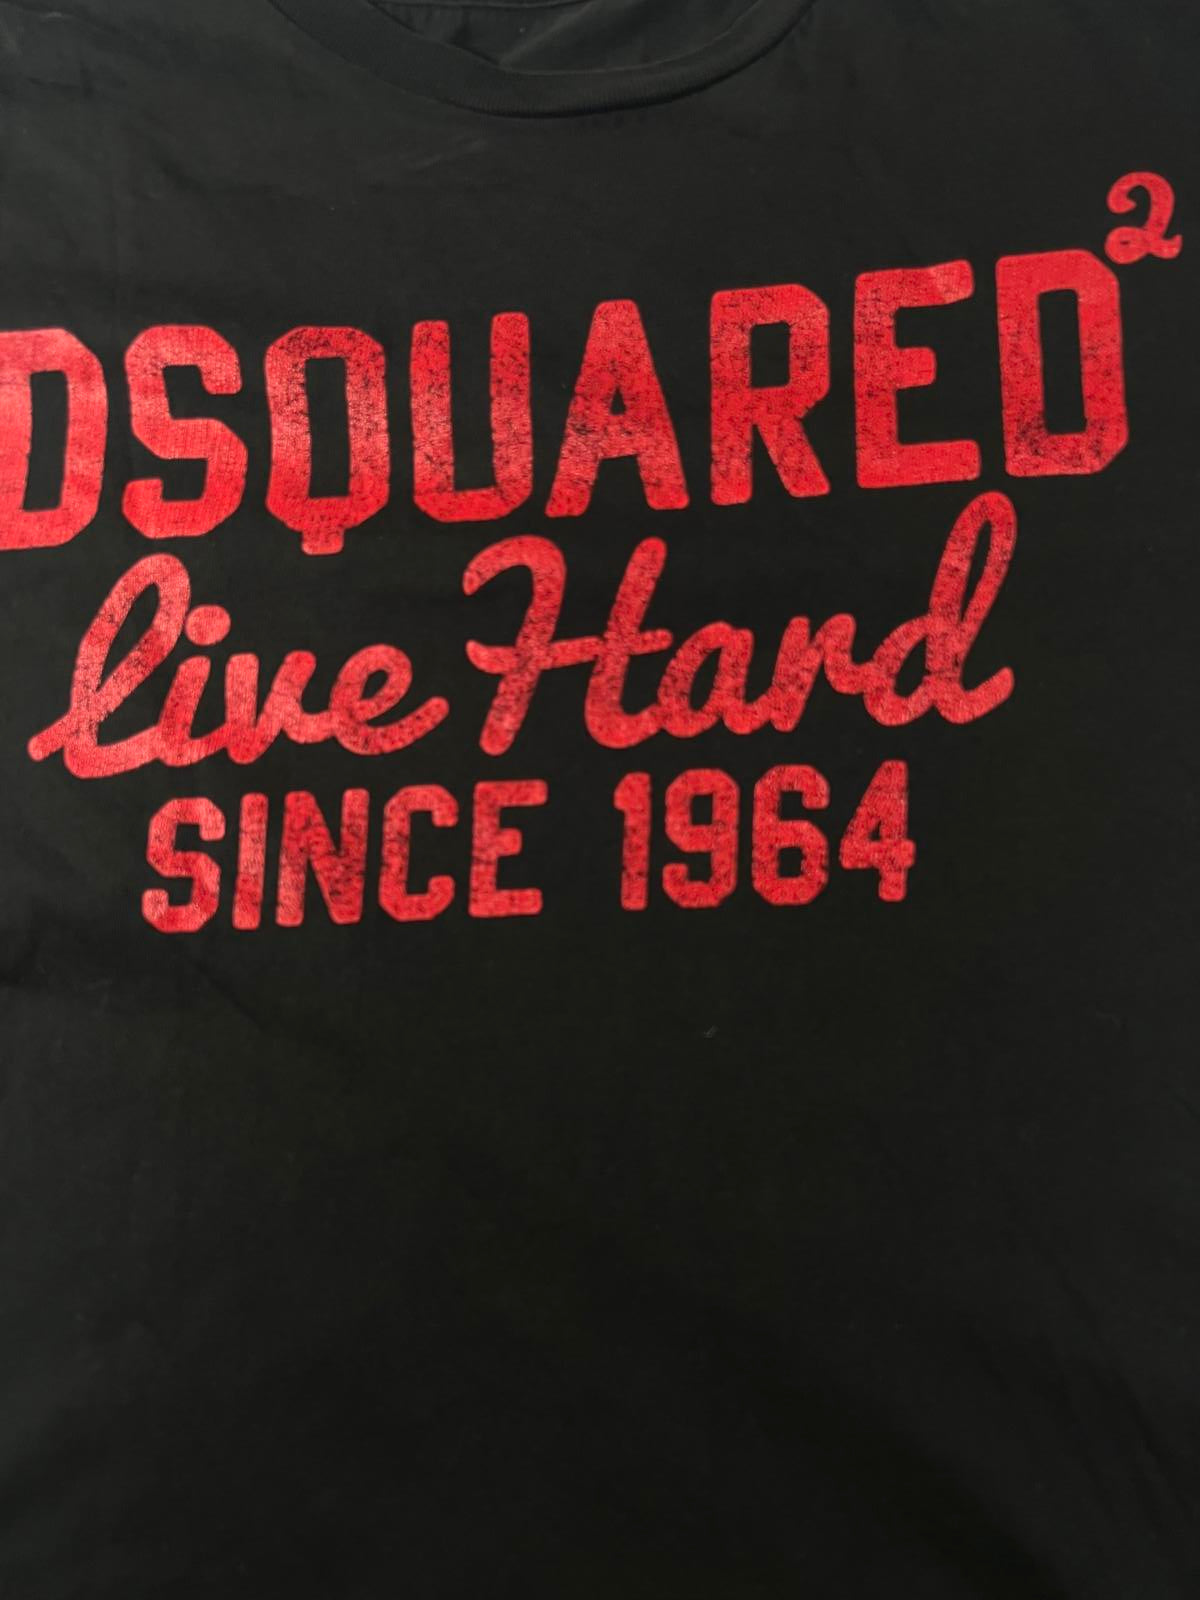 DSQUARED²
live Hard
SINCE 1964